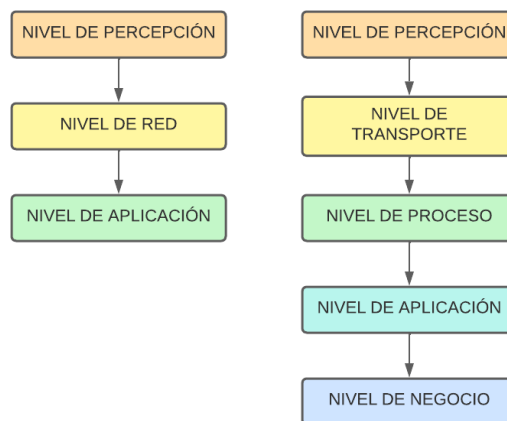 NIVEL DE PERCEPCIÓN
NIVEL DE RED
NIVEL DE APLICACIÓN
NIVEL DE PERCEPCIÓN
NIVEL DE
TRANSPORTE
NIVEL DE PROCESO
NIVEL DE APLICACIÓN
NIVEL DE NEGOCIO